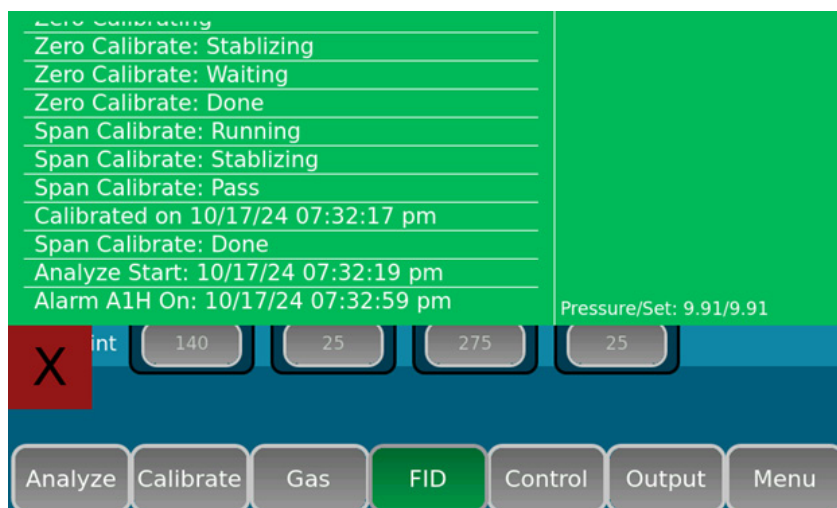 Zero Calibrating
Zero Calibrate: Stablizing
Zero Calibrate: Waiting
Zero Calibrate: Done
Span Calibrate: Running
Span Calibrate: Stablizing
Span Calibrate: Pass
Calibrated on 10/17/24 07:32:17 pm
Span Calibrate: Done
Analyze Start: 10/17/24 07:32:19 pm
Alarm A1H On: 10/17/24 07:32:59 pm
Pressure/Set: 9.91/9.91
X
int 140 25 275 25
Analyze Calibrate Gas FID Control Output Menu